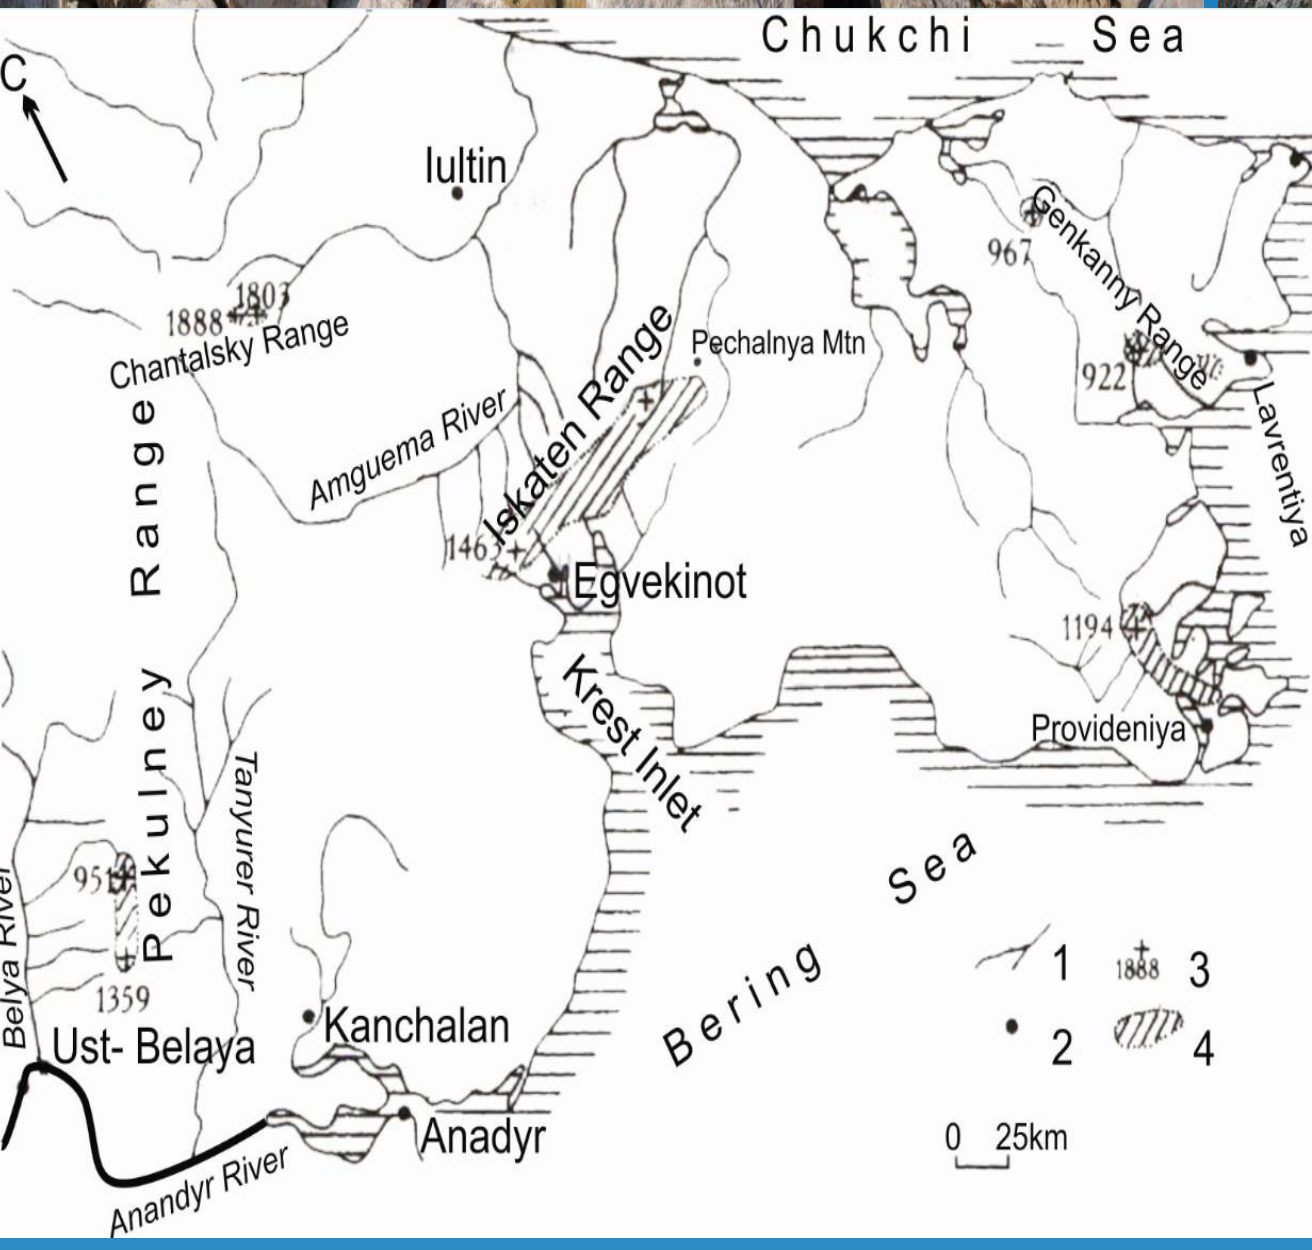 Chukchi Sea
C
Iultin
Genkanny Range
967
1803
1888
Chantalsky Range
Pechalnya Mtn
Iskaten Range
922
Lavrentiya
Amguema River
Pekulney Range
1463
Egvekinot
1194
Krest Inlet
Provideniya
Tanyurer River
951
Belya River
Bering Sea
1359
Ust- Belaya
Kanchalan
Anadyr
Anandyr River
1
1888
3
2
4
0 25km